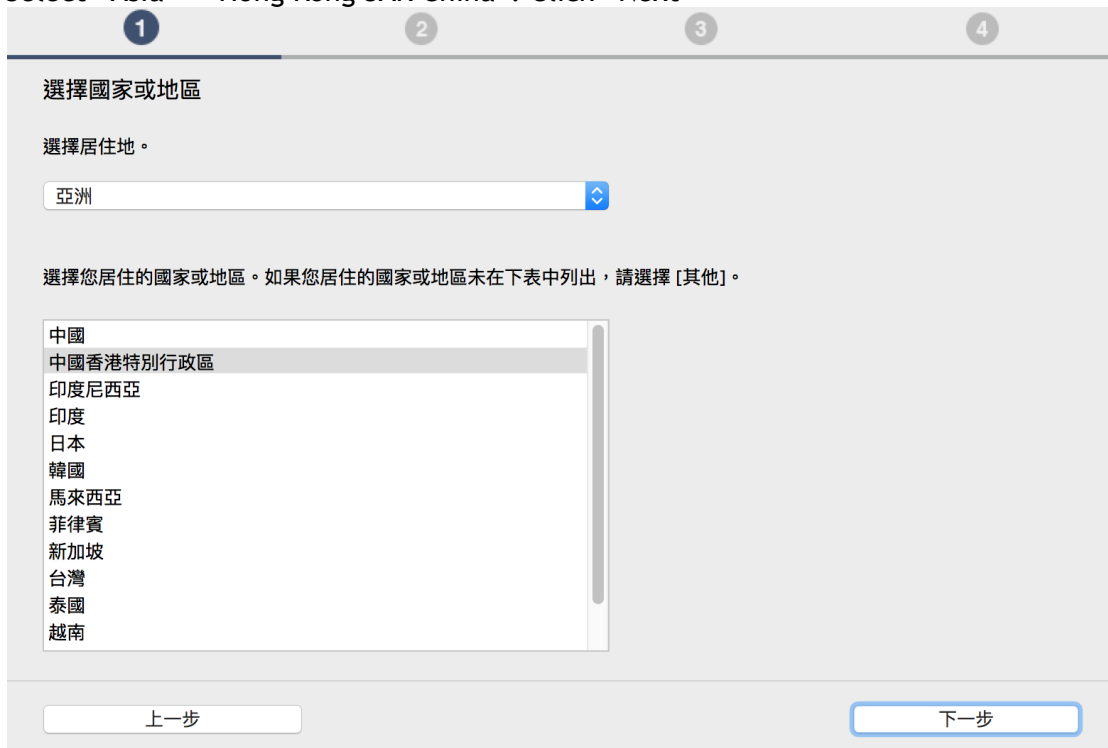 1 2 3 4
選擇國家或地區
選擇居住地。
亞洲
選擇您居住的國家或地區。如果您居住的國家或地區未在下表中列出，請選擇 [其他]。
中國
中國香港特別行政區
印度尼西亞
印度
日本
韓國
馬來西亞
菲律賓
新加坡
台灣
泰國
越南
上一步 下一步